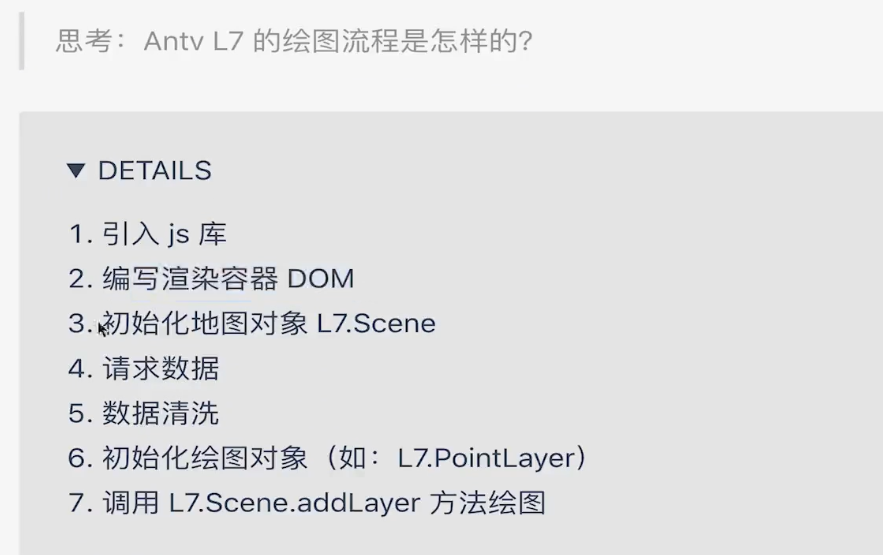 思考：Antv L7 的绘图流程是怎样的?
DETAILS
1. 引入 js 库
2. 编写渲染容器 DOM
3. 初始化地图对象 L7.Scene
4. 请求数据
5. 数据清洗
6. 初始化绘图对象（如：L7.PointLayer）
7. 调用 L7.Scene.addLayer 方法绘图